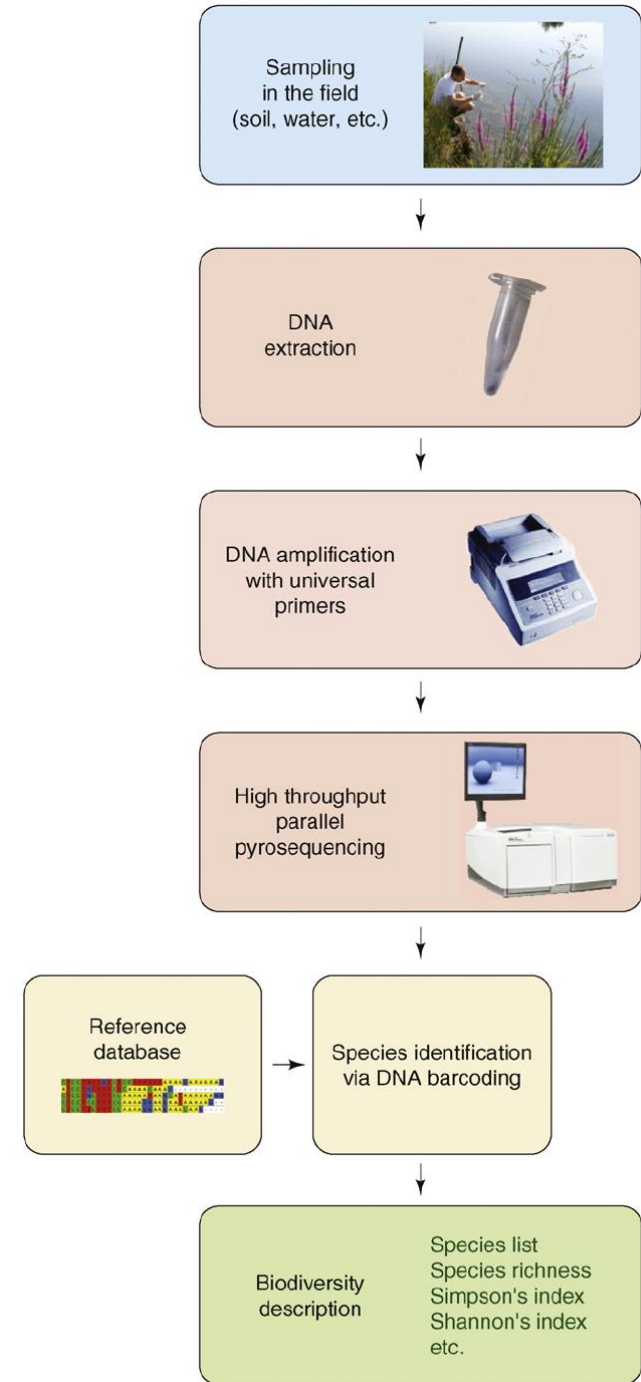 Sampling
in the field
(soil, water, etc.)
DNA
extraction
DNA amplification
with universal
primers
High throughput
parallel
pyrosequencing
Reference
database
Species identification
via DNA barcoding
Biodiversity
description
Species list
Species richness
Simpson's index
Shannon's index
etc.